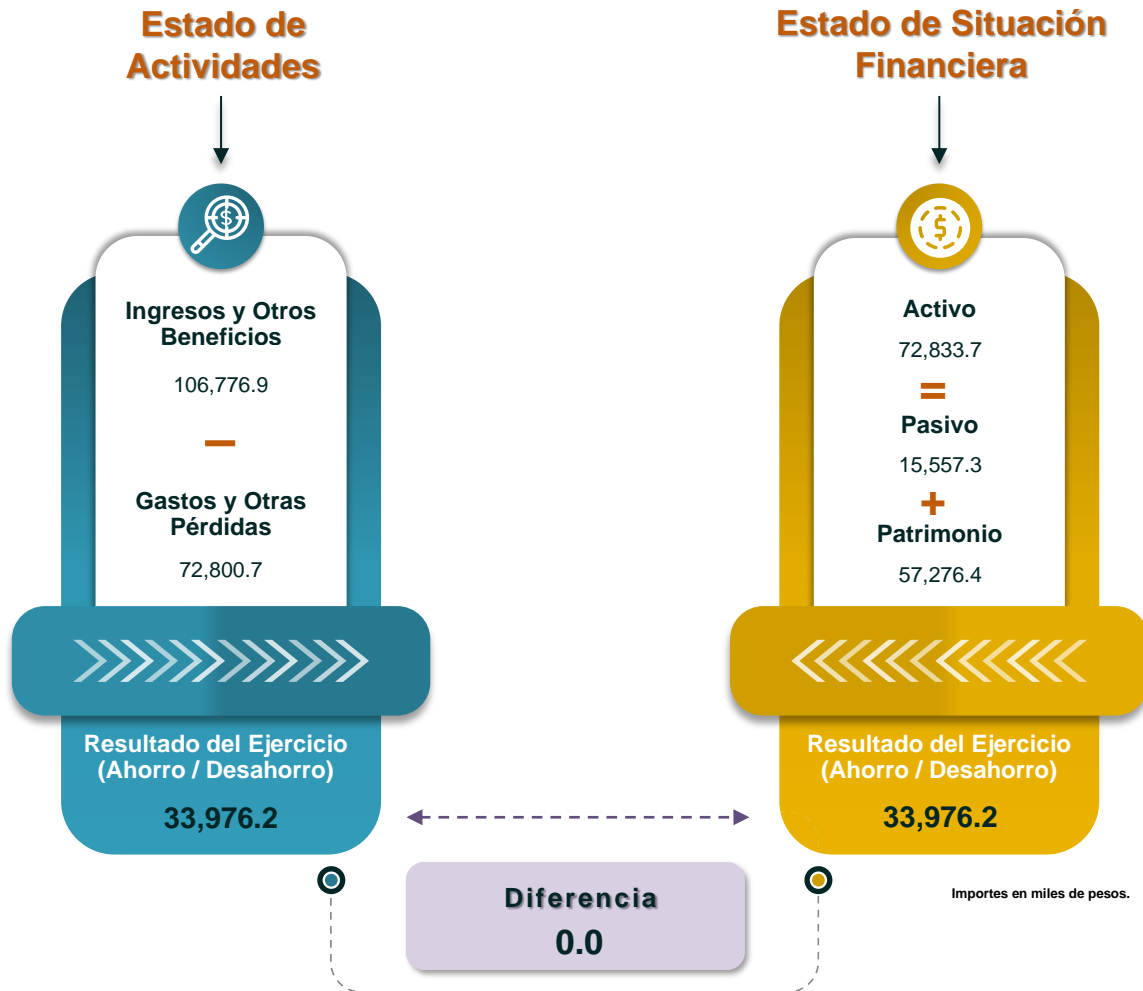 Estado de
Actividades
Ingresos y Otros
Beneficios
106,776.9
–
Gastos y Otras
Pérdidas
72,800.7
Resultado del Ejercicio
(Ahorro / Desahorro)
33,976.2
Estado de Situación
Financiera
$
Activo
72,833.7
=
Pasivo
15,557.3
+
Patrimonio
57,276.4
Resultado del Ejercicio
(Ahorro / Desahorro)
33,976.2
Diferencia
0.0
Importes en miles de pesos.